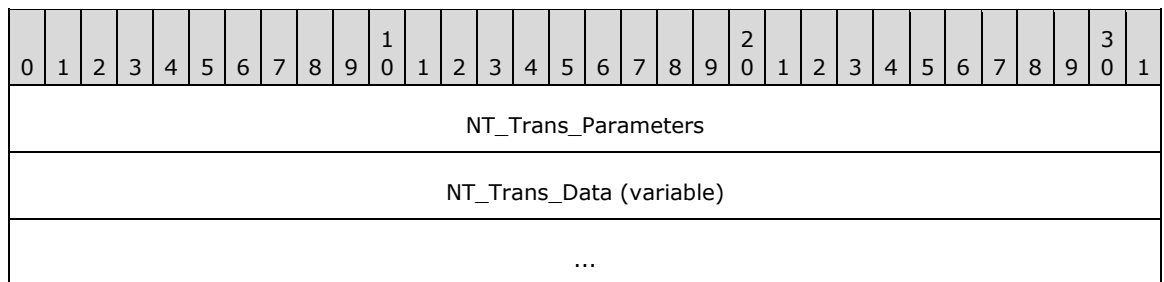 1 2 3
0 1 2 3 4 5 6 7 8 9 0 1 2 3 4 5 6 7 8 9 0 1 2 3 4 5 6 7 8 9 0 1
NT_Trans_Parameters
NT_Trans_Data (variable)
...